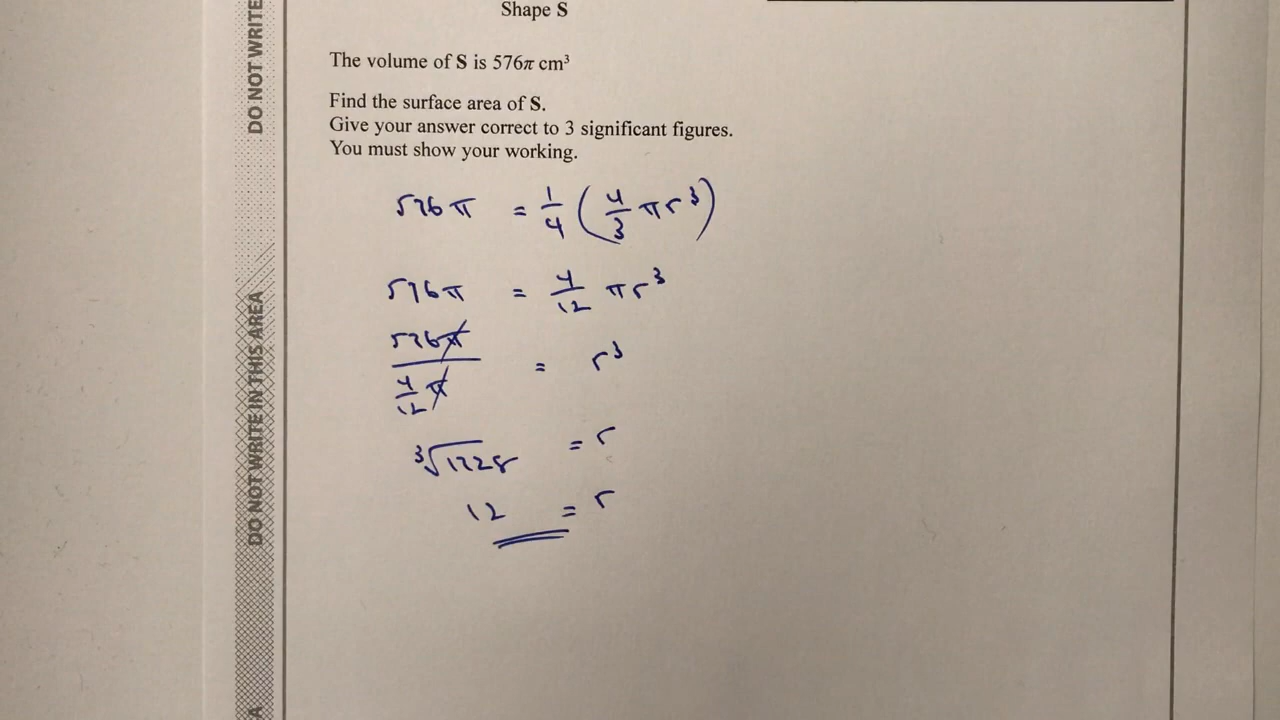 DO NOT WRITE
Shape S
The volume of S is 576π cm³
Find the surface area of S.
Give your answer correct to 3 significant figures.
You must show your working.
576π = 1/4 (4/3 πr³)
576π = 4/12 πr³
576π / 4/12 π = r³
³√1728 = r
12 = r
DO NOT WRITE IN THIS AREA
A